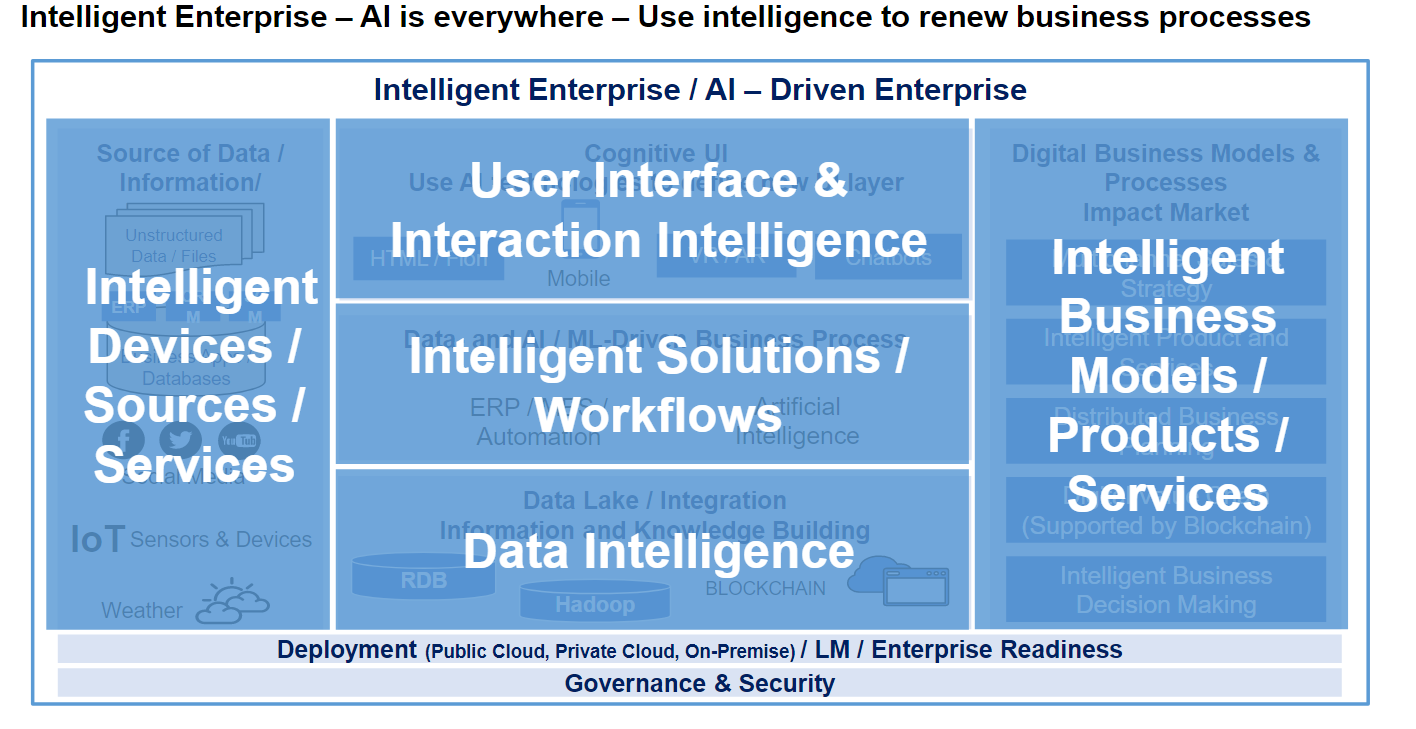 Intelligent Enterprise – AI is everywhere – Use intelligence to renew business processes
Intelligent Enterprise / AI – Driven Enterprise
Source of Data /
Information/
Unstructured
Data / Files
Intelligent
Devices /
Sources /
Services
ERP
M
M
Databases
Social Media
IoT Sensors & Devices
Weather
Cognitive UI
layer
User Interface &
Interaction Intelligence
HTML / Fiori
Mobile
VR / AR
Chatbots
Data and AI / ML-Driven Business Process
Intelligent Solutions /
Workflows
ERP /
Automation
Artificial
Intelligence
Data Lake / Integration
Information and Knowledge Building
Data Intelligence
RDB
Hadoop
BLOCKCHAIN
Digital Business Models &
Processes
Impact Market
Intelligent
Business
Models /
Products /
Services
Strategy
Intelligent Product and
Services
Distributed Business
Planning
(Supported by Blockchain)
Intelligent Business
Decision Making
Deployment (Public Cloud, Private Cloud, On-Premise) / LM / Enterprise Readiness
Governance & Security